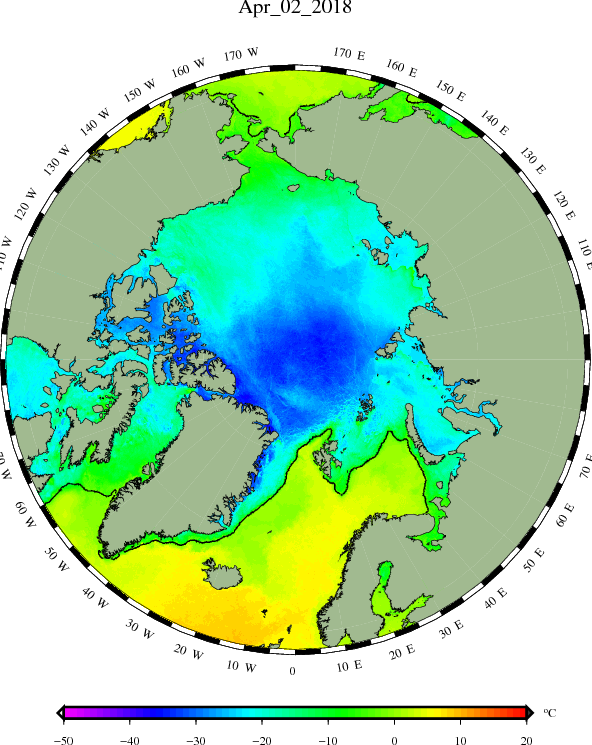 Apr_02_2018
170 W
170 E
160 W
160 E
150 W
150 E
140 W
140 E
130 W
130 E
120 W
120 E
110 E
70 E
60 W
60 E
50 W
50 E
40 W
40 E
30 W
30 E
20 W
20 E
10 W
0
10 E
°C
−50 −40 −30 −20 −10 0 10 20